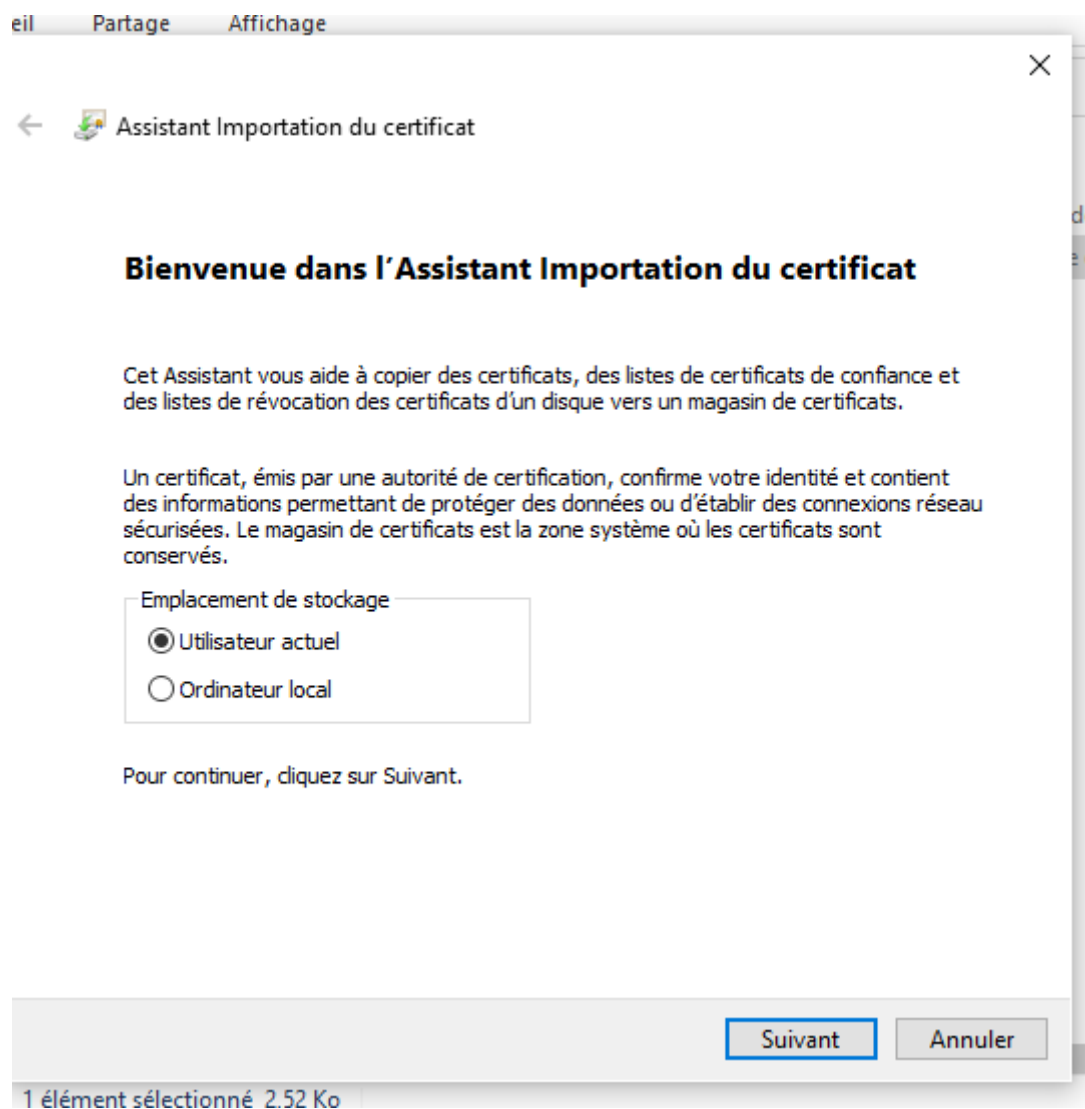 eil Partage Affichage
Assistant Importation du certificat
Bienvenue dans l’Assistant Importation du certificat
Cet Assistant vous aide à copier des certificats, des listes de certificats de confiance et
des listes de révocation des certificats d’un disque vers un magasin de certificats.
Un certificat, émis par une autorité de certification, confirme votre identité et contient
des informations permettant de protéger des données ou d’établir des connexions réseau
sécurisées. Le magasin de certificats est la zone système où les certificats sont
conservés.
Emplacement de stockage
Utilisateur actuel
Ordinateur local
Pour continuer, cliquez sur Suivant.
Suivant Annuler
1 élément sélectionné 2,52 Ko